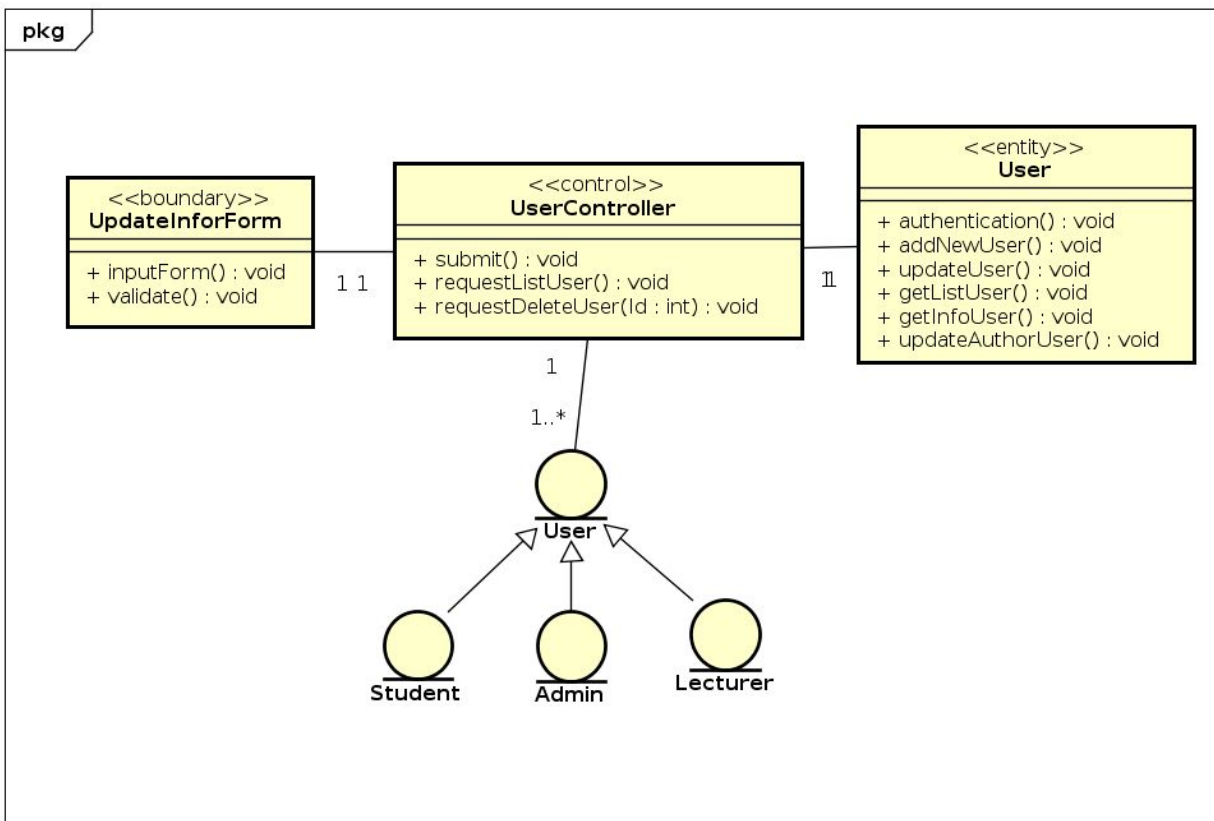 pkg
<<boundary>>
UpdateInforForm
+ inputForm() : void
+ validate() : void
1 1
<<control>>
UserController
+ submit() : void
+ requestListUser() : void
+ requestDeleteUser(Id : int) : void
11
<<entity>>
User
+ authentication() : void
+ addNewUser() : void
+ updateUser() : void
+ getListUser() : void
+ getInfoUser() : void
+ updateAuthorUser() : void
1
1..*
User
Student
Admin
Lecturer